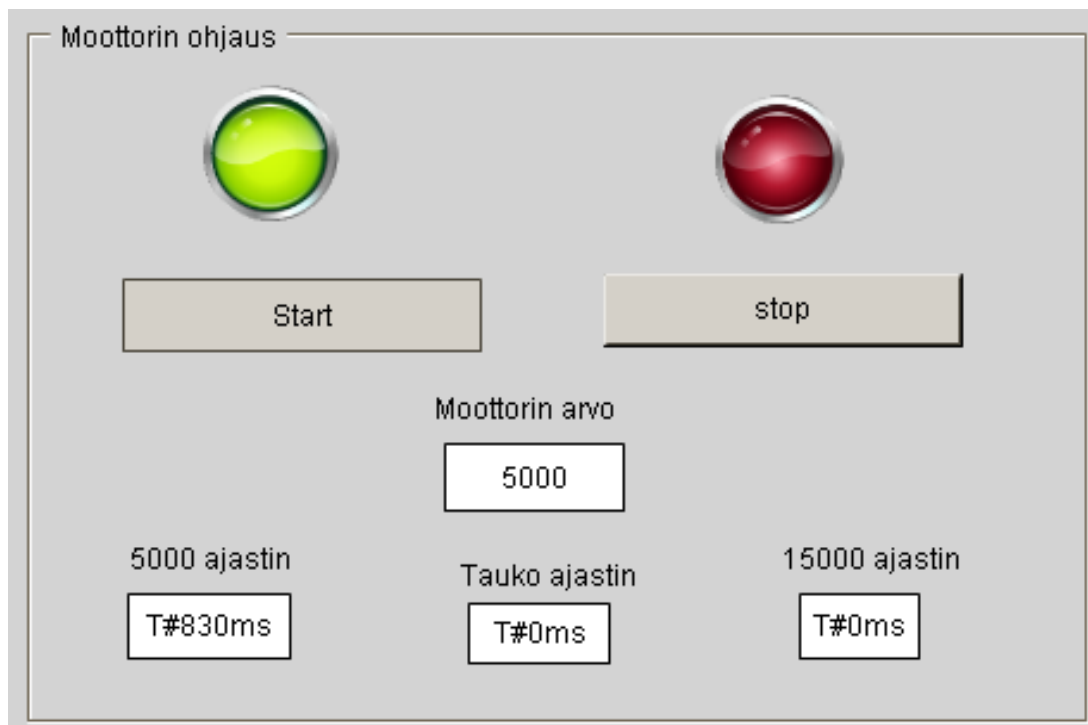 Moottorin ohjaus
Start
stop
Moottorin arvo
5000
5000 ajastin
Tauko ajastin
15000 ajastin
T#830ms
T#0ms
T#0ms